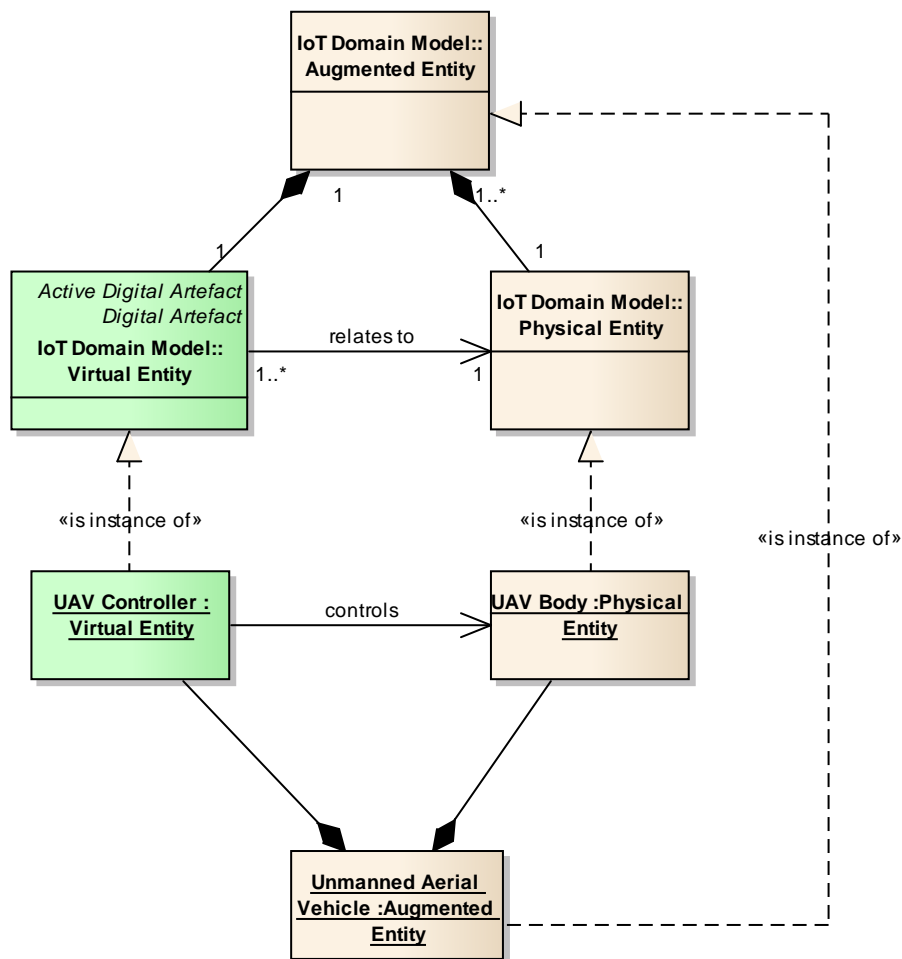 IoT Domain Model::
Augmented Entity
1
1..*
1
1
Active Digital Artefact
Digital Artefact
IoT Domain Model::
Virtual Entity
IoT Domain Model::
Physical Entity
relates to
1..*
1
«is instance of»
«is instance of»
«is instance of»
UAV Controller :
Virtual Entity
controls
UAV Body :Physical
Entity
Unmanned Aerial
Vehicle :Augmented
Entity